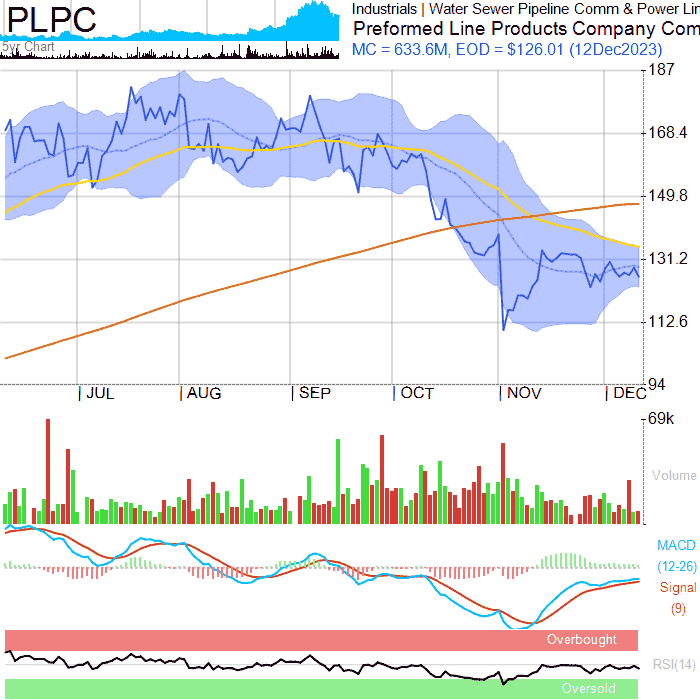 PLPC
Industrials | Water Sewer Pipeline Comm & Power Lin
Preformed Line Products Company Com
MC = 633.6M, EOD = $126.01 (12Dec2023)
5yr Chart
187
168.4
149.8
131.2
112.6
94
JUL AUG SEP OCT NOV DEC
69k
Volume
MACD
(12-26)
Signal
(9)
Overbought
RSI(14)
Oversold